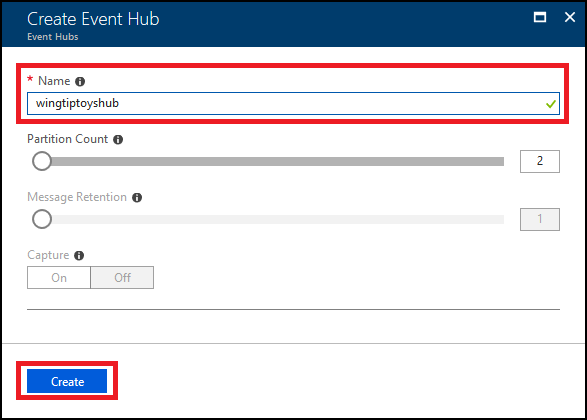 Create Event Hub
Event Hubs
* Name
wingtiptoyshub
Partition Count
2
Message Retention
1
Capture
On Off
Create